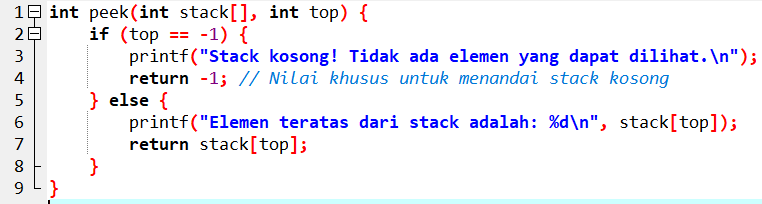 1 int peek(int stack[], int top) {
2     if (top == -1) {
3         printf("Stack kosong! Tidak ada elemen yang dapat dilihat.\n");
4         return -1; // Nilai khusus untuk menandai stack kosong
5     } else {
6         printf("Elemen teratas dari stack adalah: %d\n", stack[top]);
7         return stack[top];
8     }
9 }